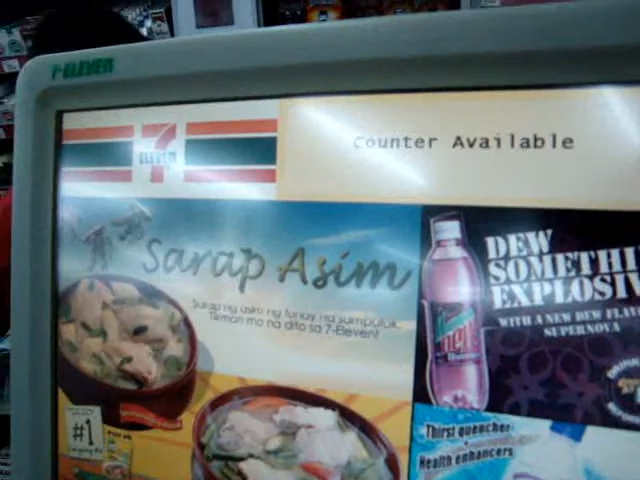 7-ELEVEN
7
ELEVEN
Counter Available
Sarap Asim
Sarap ng asim ng tunay na sampalok.
Tikman mo na dito sa 7-Eleven!
DEW
SOMETHI
EXPLOSIV
WITH A NEW DEW FLAV
SUPERNOVA
#1
Thirst quencher
Health enhancers